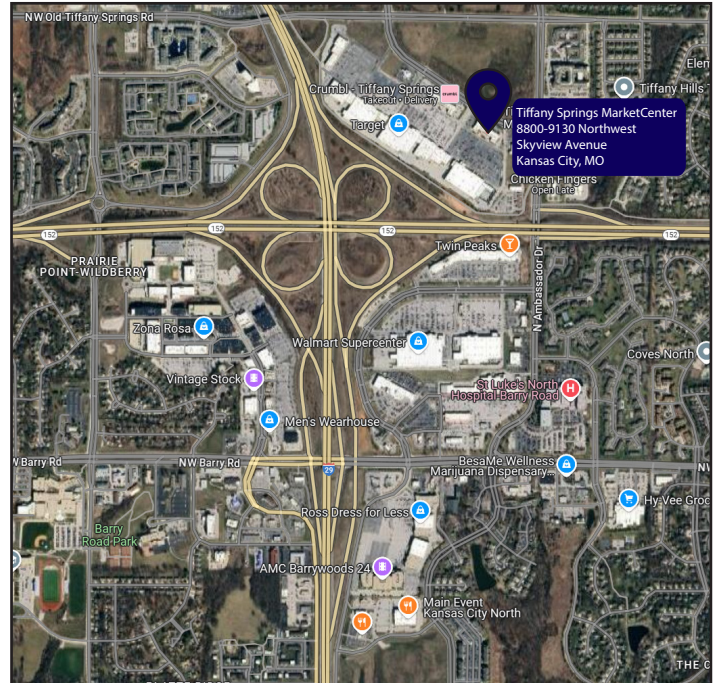 NW Old Tiffany Springs Rd
Elem
Crumbl - Tiffany Springs
Takeout • Delivery
Tiffany Hills
Target
Tiffany Springs MarketCenter
8800-9130 Northwest
Skyview Avenue
Kansas City, MO
Chicken Fingers
Open Late
152
152
152
152
Twin Peaks
PRAIRIE
POINT-WILDBERRY
N Ambassador Dr
Zona Rosa
Walmart Supercenter
Coves North
Vintage Stock
St Luke's North
Hospital-Barry Road
H
Men's Wearhouse
W Barry Rd
NW Barry Rd
29
BesaMe Wellness
Marijuana Dispensary...
NW
Hy-Vee Groc
Ross Dress for Less
Barry
Road Park
AMC Barrywoods 24
Main Event
Kansas City North
THE C